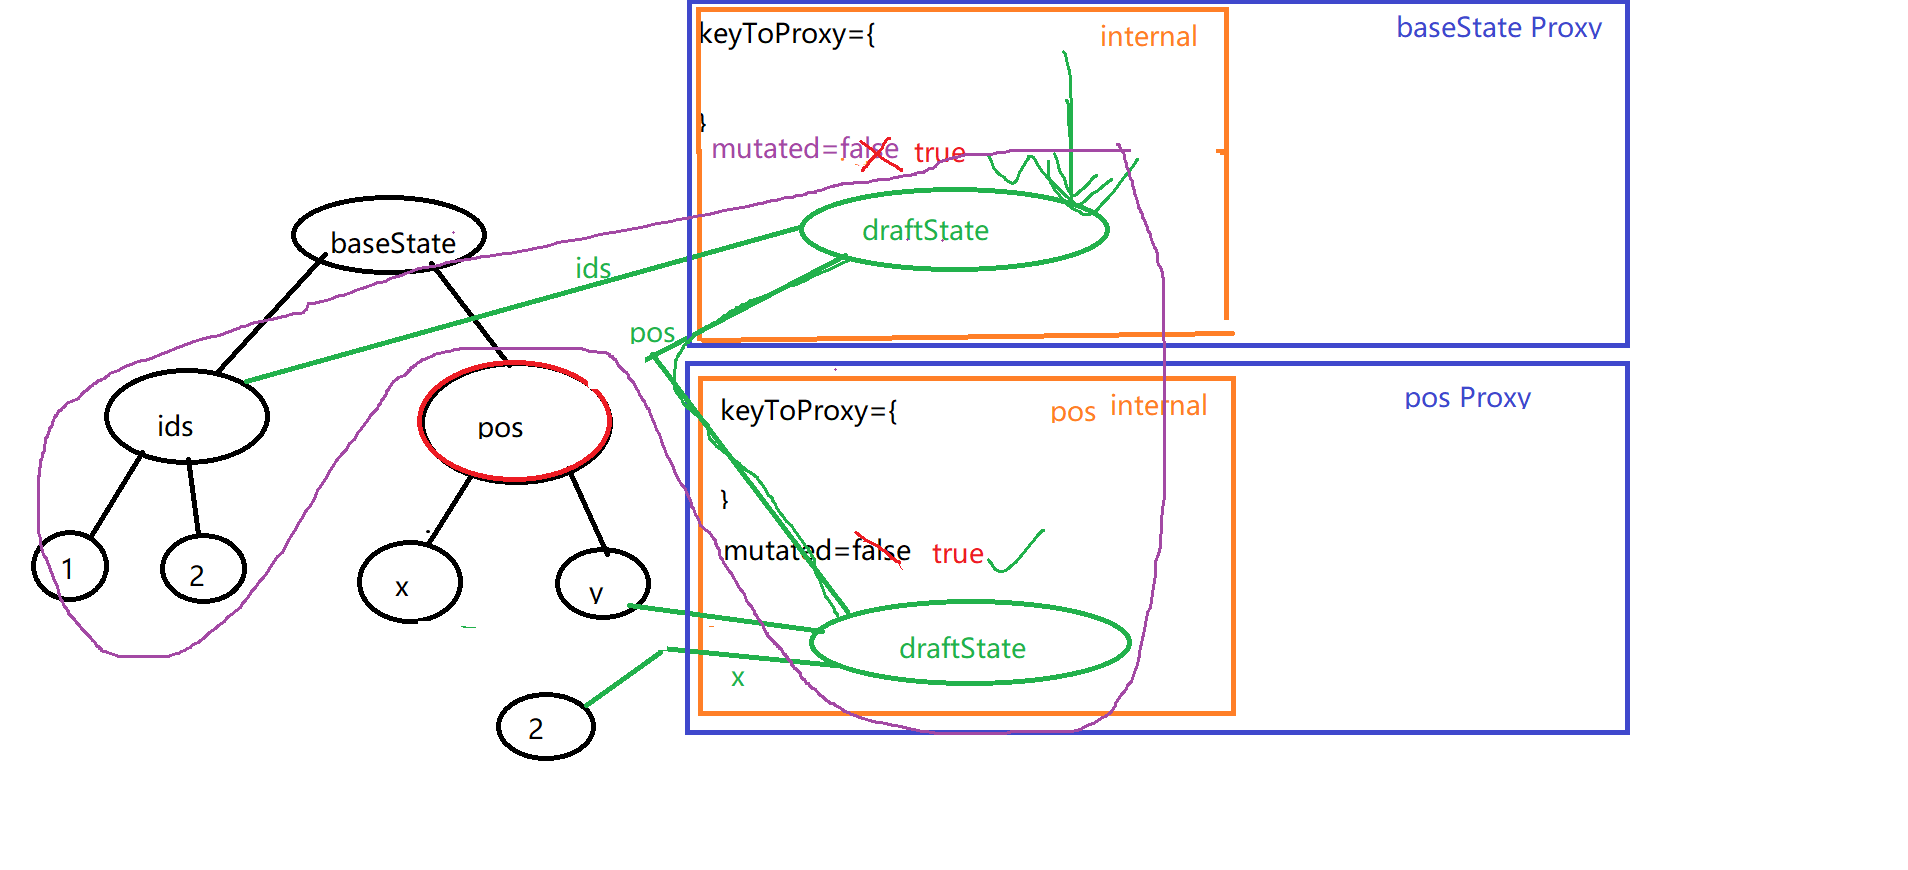 keyToProxy={
internal
baseState Proxy
}
mutated=false
true
draftState
baseState
ids
pos
ids
pos
1
2
x
y
keyToProxy={
pos internal
pos Proxy
}
mutated=false
true
draftState
x
2